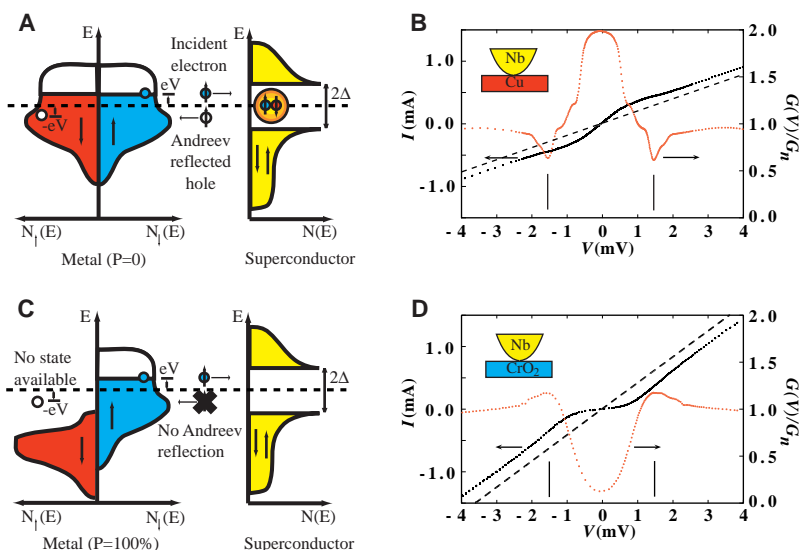 A
E
E
Incident
electron
eV
-eV
2Δ
Andreev
reflected
hole
N↑(E)
N↓(E)
N(E)
Metal (P=0)
Superconductor
B
Nb
Cu
I (mA)
1.0
0.0
-1.0
2.0
1.5
1.0
0.5
0.0
G(V)/Gn
- 4 - 3 - 2 - 1 0 1 2 3 4
V(mV)
C
E
E
No state
available
eV
-eV
2Δ
No Andreev
reflection
N↑(E)
N↓(E)
N(E)
Metal (P=100%)
Superconductor
D
Nb
CrO2
I (mA)
1.0
0.0
-1.0
2.0
1.5
1.0
0.5
0.0
G(V)/Gn
- 4 - 3 - 2 - 1 0 1 2 3 4
V(mV)